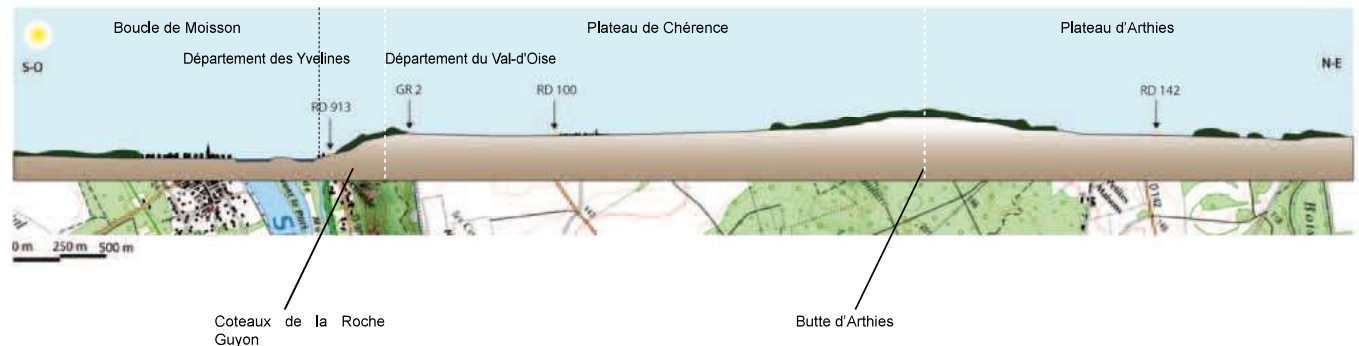 Boucle de Moisson
Plateau de Chérence
Plateau d'Arthies
Département des Yvelines
Département du Val-d'Oise
S-O
N-E
GR 2
RD 100
RD 142
RD 913
D 142
0 m 250 m 500 m
Coteaux de la Roche
Guyon
Butte d'Arthies